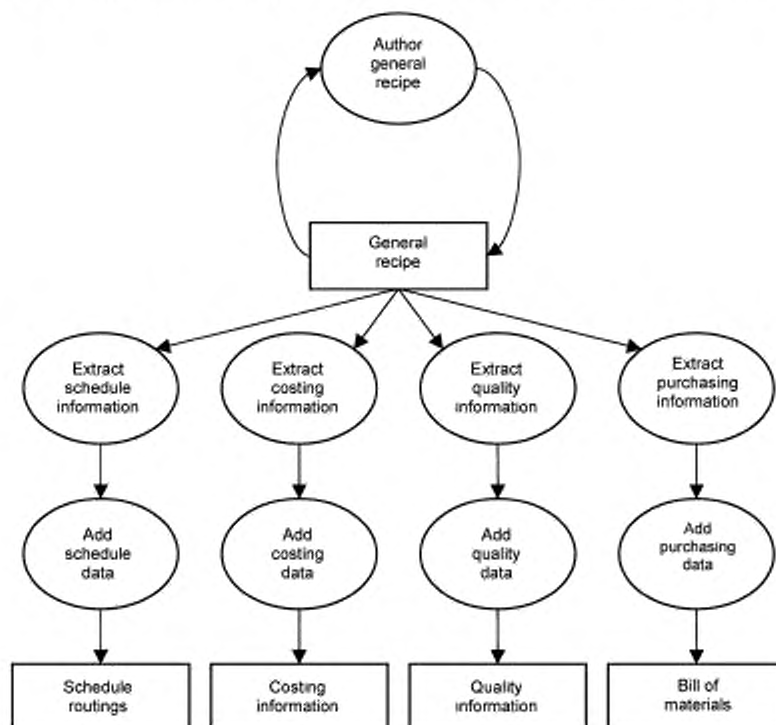 Author
general
recipe
General
recipe
Extract
schedule
information
Extract
costing
information
Extract
quality
information
Extract
purchasing
information
Add
schedule
data
Add
costing
data
Add
quality
data
Add
purchasing
data
Schedule
routings
Costing
information
Quality
information
Bill of
materials